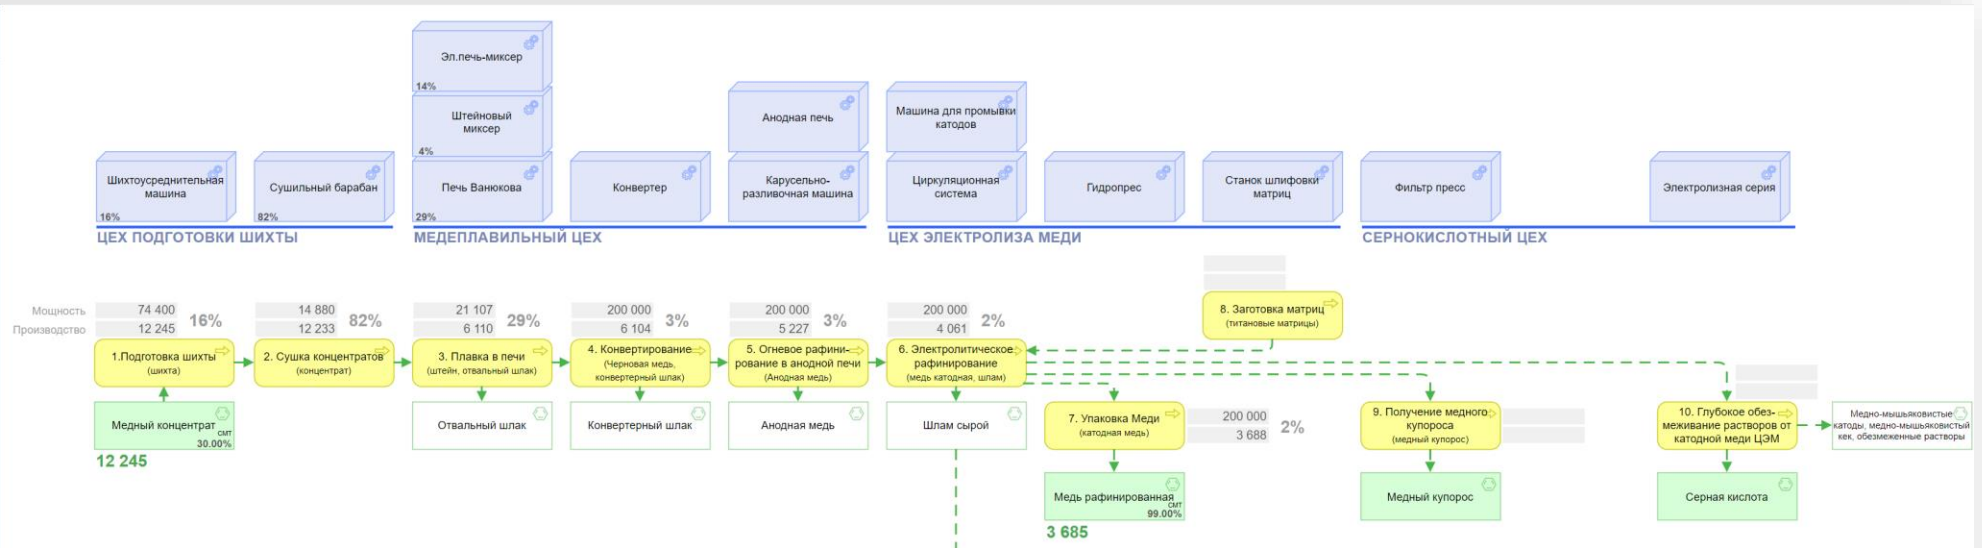 Эл.печь-миксер
14%
Штейновый
миксер
4%
Анодная печь
Машина для промывки
катодов
Шихтоусреднительная
машина
16%
Сушильный барабан
82%
Печь Ванюкова
29%
Конвертер
Карусельно-
разливочная машина
Циркуляционная
система
Гидропрес
Станок шлифовки
матриц
Фильтр пресс
Электролизная серия
ЦЕХ ПОДГОТОВКИ ШИХТЫ
МЕДЕПЛАВИЛЬНЫЙ ЦЕХ
ЦЕХ ЭЛЕКТРОЛИЗА МЕДИ
СЕРНОКИСЛОТНЫЙ ЦЕХ
Мощность
Производство
74 400
12 245
16%
14 880
12 233
82%
21 107
6 110
29%
200 000
6 104
3%
200 000
5 227
3%
200 000
4 061
2%
8. Заготовка матриц
(титановые матрицы)
1.Подготовка шихты
(шихта)
2. Сушка концентратов
(концентрат)
3. Плавка в печи
(штейн, отвальный шлак)
4. Конвертирование
(Черновая медь,
конвертерный шлак)
5. Огневое рафини-
рование в анодной печи
(Анодная медь)
6. Электролитическое
рафинирование
(медь катодная, шлам)
Медный концентрат
СМТ
30.00%
12 245
Отвальный шлак
Конвертерный шлак
Анодная медь
Шлам сырой
7. Упаковка Меди
(катодная медь)
200 000
3 688
2%
9. Получение медного
купороса
(медный купорос)
10. Глубокое обез-
меживание растворов от
катодной меди ЦЭМ
Медно-мышьяковистые
катоды, медно-мышьяковистый
кек, обезмеженные растворы
Медь рафинированная
СМТ
99.00%
3 685
Медный купорос
Серная кислота